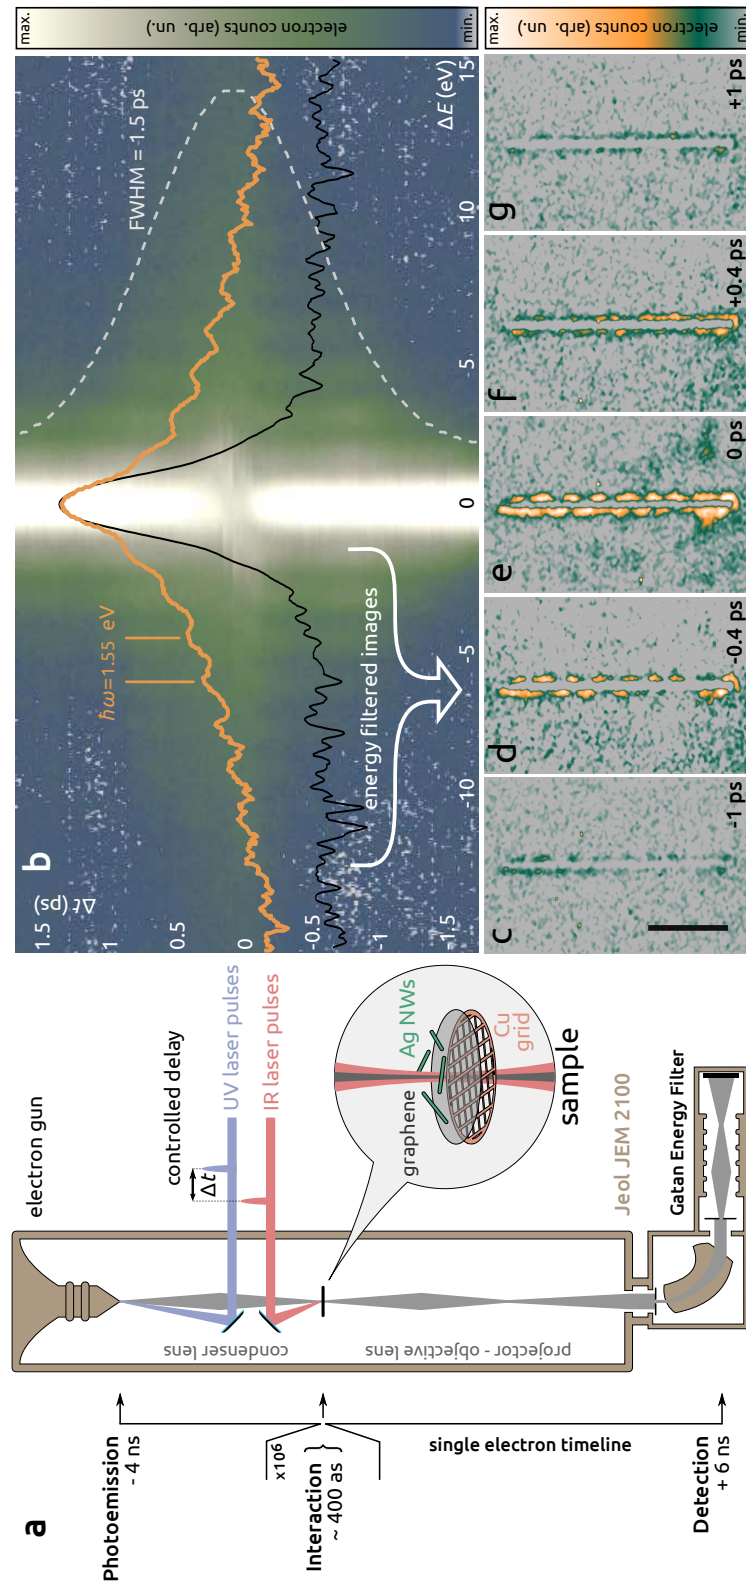 a
Photoemission
- 4 ns
x10⁶
Interaction
~ 400 as
single electron timeline
Detection
+ 6 ns
condenser lens
projector - objective lens
electron gun
controlled delay
Δt
UV laser pulses
IR laser pulses
graphene
Ag NWs
Cu
grid
sample
Jeol JEM 2100
Gatan Energy Filter
b
Δt (ps)
1.5
1
0.5
0
-0.5
-1
-1.5
ħω=1.55 eV
FWHM = 1.5 ps
energy filtered images
-10
-5
0
5
10
15
ΔE (eV)
max.
electron counts (arb. un.)
min.
c
-1 ps
d
-0.4 ps
e
0 ps
f
+0.4 ps
g
+1 ps
max.
electron counts (arb. un.)
min.